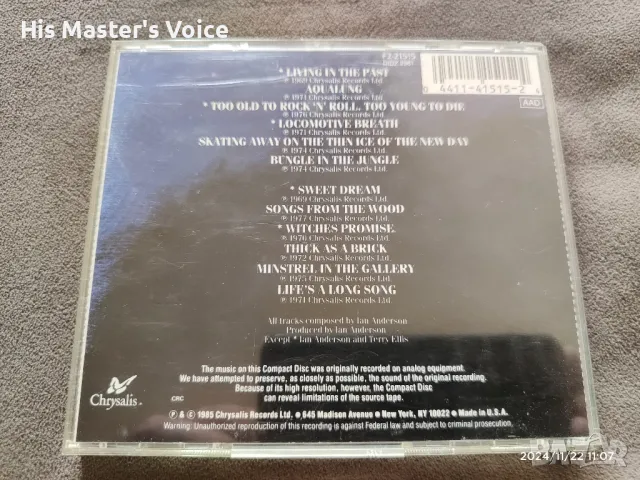 His Master's Voice
F2-21515
* LIVING IN THE PAST
℗ 1969 Chrysalis Records Ltd.
AQUALUNG
℗ 1971 Chrysalis Records Ltd.
* TOO OLD TO ROCK 'N' ROLL, TOO YOUNG TO DIE
℗ 1976 Chrysalis Records Ltd.
* LOCOMOTIVE BREATH
℗ 1971 Chrysalis Records Ltd.
SKATING AWAY ON THE THIN ICE OF THE NEW DAY
℗ 1974 Chrysalis Records Ltd.
BUNGLE IN THE JUNGLE
℗ 1974 Chrysalis Records Ltd.
0 4411-41515-2
AAD
* SWEET DREAM
℗ 1969 Chrysalis Records Ltd.
SONGS FROM THE WOOD
℗ 1977 Chrysalis Records Ltd.
* WITCHES PROMISE
℗ 1970 Chrysalis Records Ltd.
THICK AS A BRICK
℗ 1972 Chrysalis Records Ltd.
MINSTREL IN THE GALLERY
℗ 1975 Chrysalis Records Ltd.
LIFE'S A LONG SONG
℗ 1971 Chrysalis Records Ltd.
All tracks composed by Ian Anderson
Produced by Ian Anderson
Except * Ian Anderson and Terry Ellis
The music on this Compact Disc was originally recorded on analog equipment.
We have attempted to preserve, as closely as possible, the sound of the original recording.
Because of its high resolution, however, the Compact Disc
can reveal limitations of the source tape.
Chrysalis
CRC
℗ & © 1985 Chrysalis Records Ltd. ● 645 Madison Avenue ● New York, NY 10022 ● Made in U.S.A.
Warning: Unauthorized reproduction of this recording is against Federal law and subject to criminal prosecution.
2024/11/22 11:07